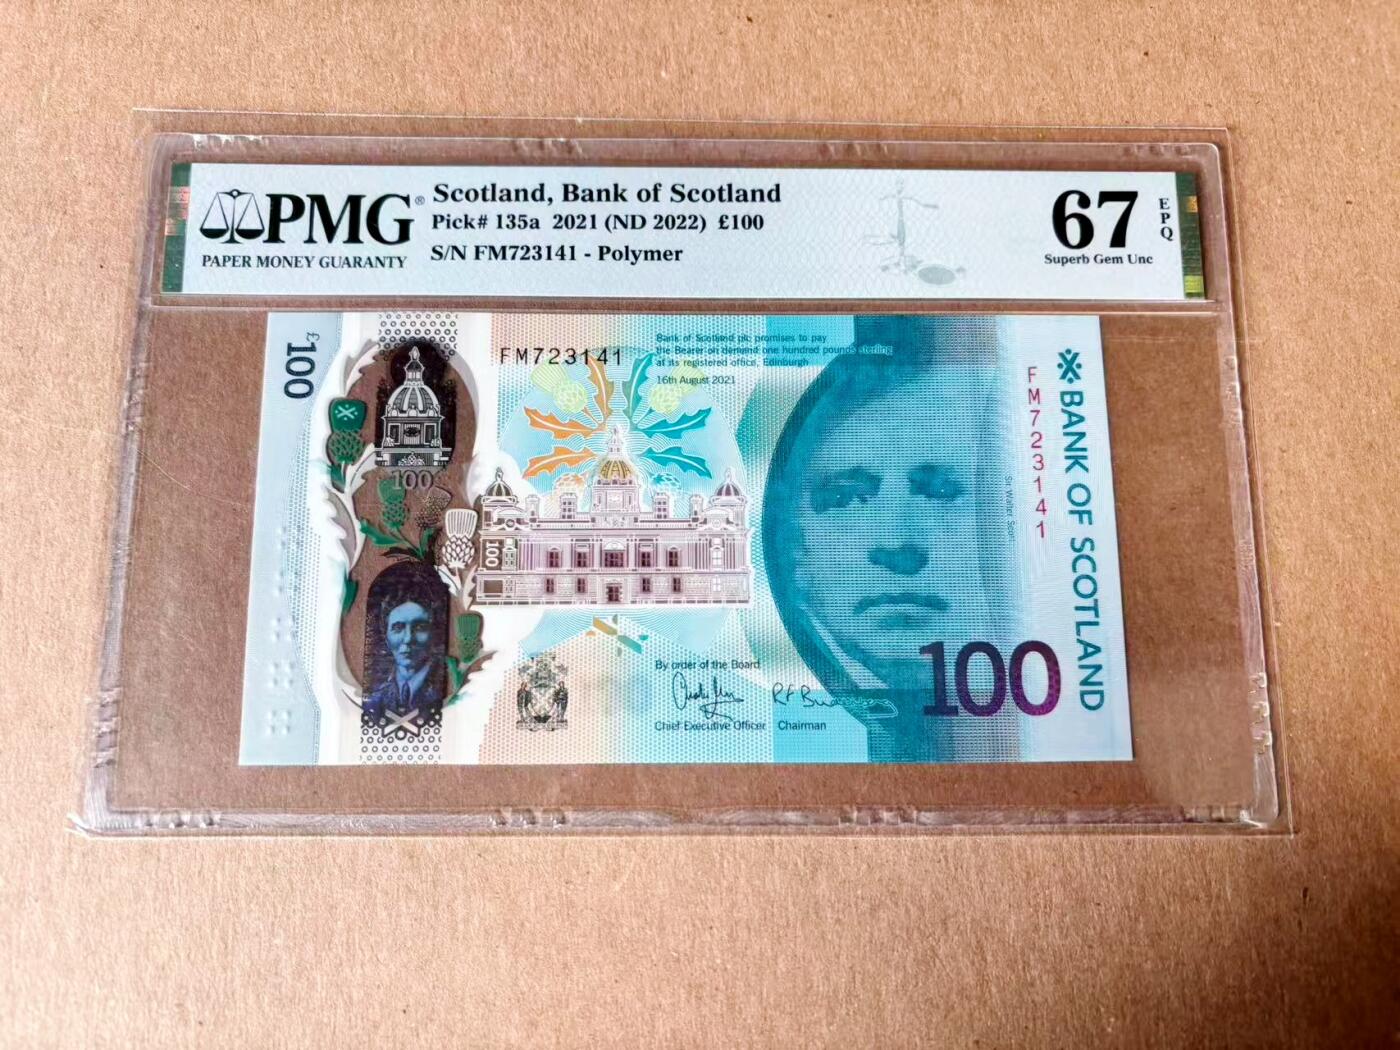 PMG®
PAPER MONEY GUARANTY
Scotland, Bank of Scotland
Pick# 135a 2021 (ND 2022) £100
S/N FM723141 - Polymer
67
EPQ
Superb Gem Unc
£100
FM723141
Bank of Scotland plc promises to pay
the Bearer on demand one hundred pounds sterling
at its registered office, Edinburgh
16th August 2021
100
100
By order of the Board
Chief Executive Officer
Chairman
Sir Walter Scott
FM723141
BANK OF SCOTLAND
100